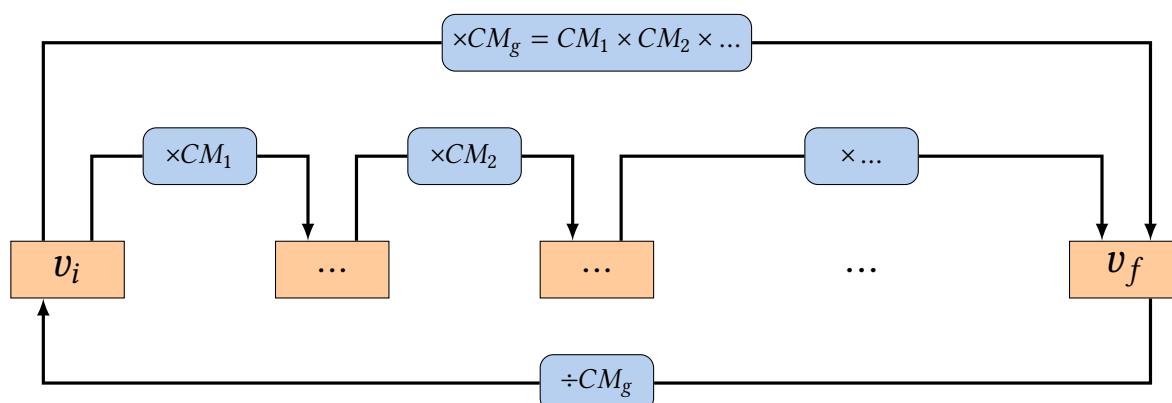 ×CM_g = CM_1 × CM_2 × …
×CM_1
×CM_2
× …
v_i
…
…
…
v_f
÷CM_g